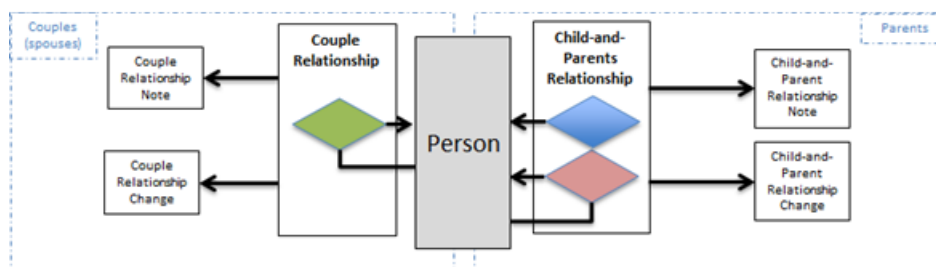 Couples
(spouses)
Couple
Relationship
Child-and-
Parents
Relationship
Parents
Couple
Relationship
Note
Child-and-
Parent
Relationship
Note
Person
Couple
Relationship
Change
Child-and-
Parent
Relationship
Change